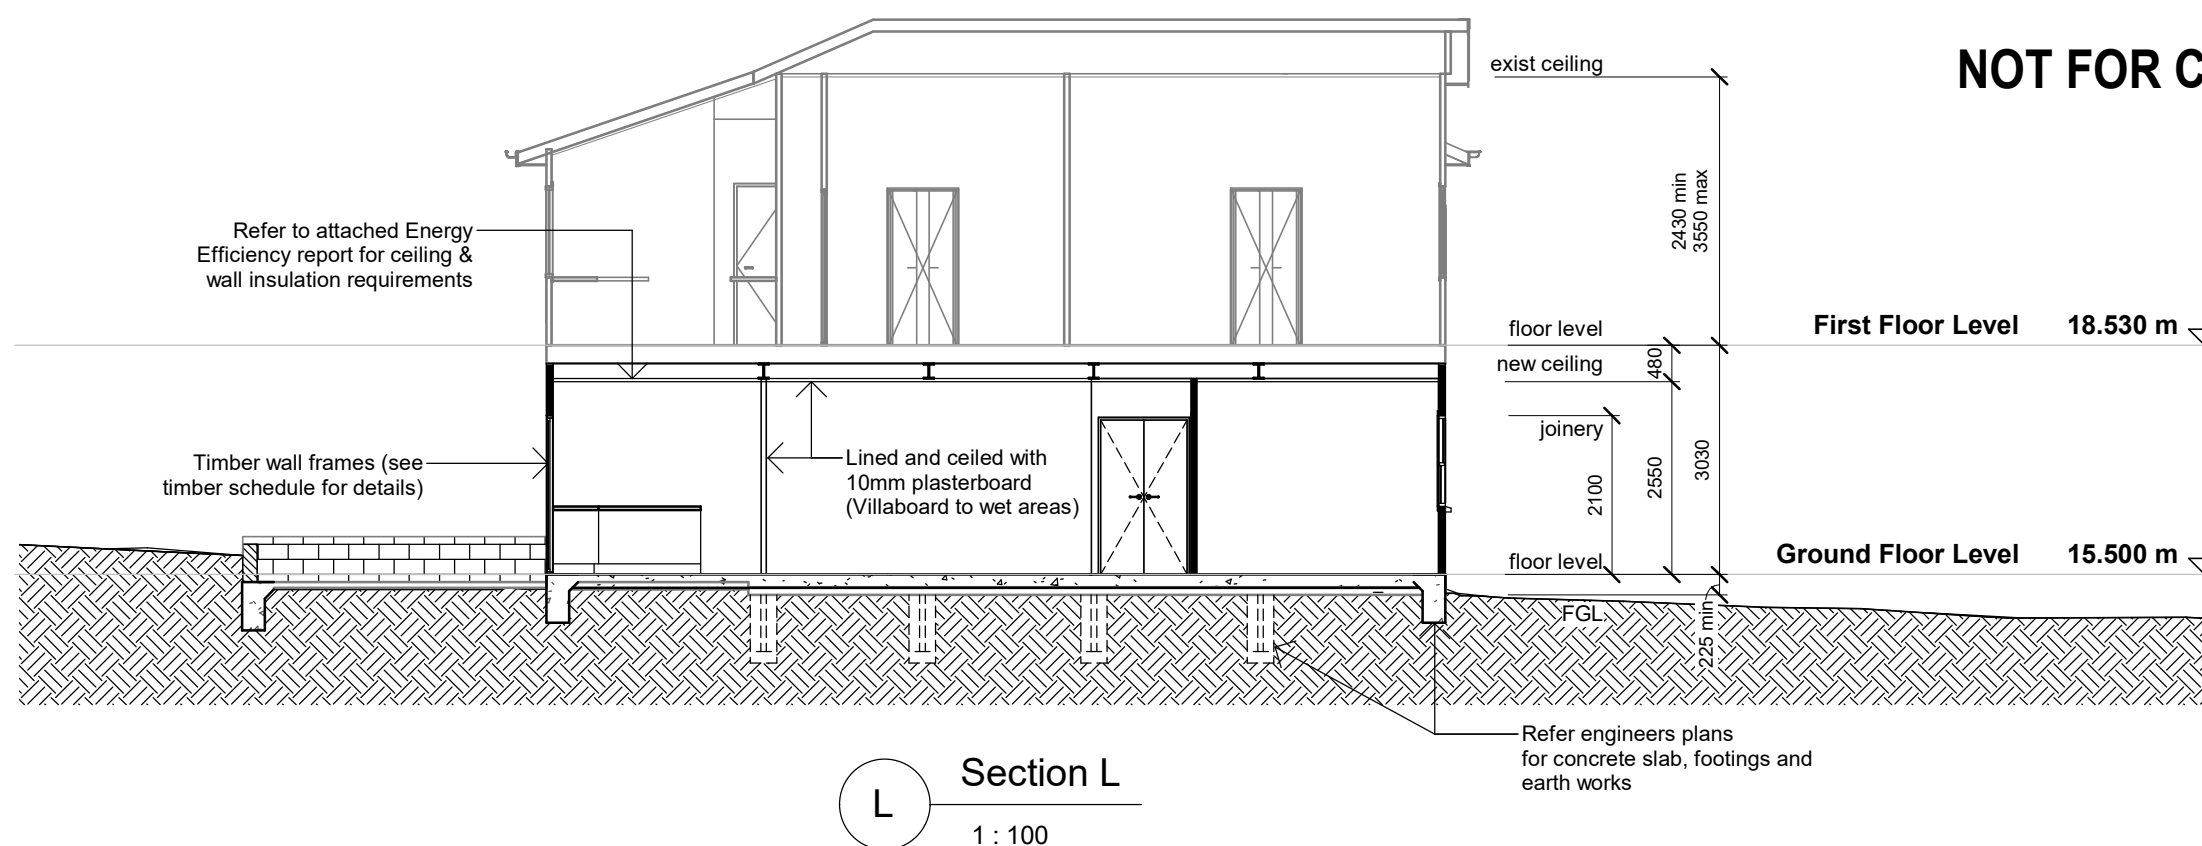 NOT FOR C
exist ceiling
2430 min
3550 max
Refer to attached Energy
Efficiency report for ceiling &
wall insulation requirements
floor level
First Floor Level 18.530 m
new ceiling
480
joinery
Timber wall frames (see
timber schedule for details)
Lined and ceiled with
10mm plasterboard
(Villaboard to wet areas)
2100
2550
3030
floor level
Ground Floor Level 15.500 m
FGL
225 min
Refer engineers plans
for concrete slab, footings and
earth works
L
Section L
1 : 100